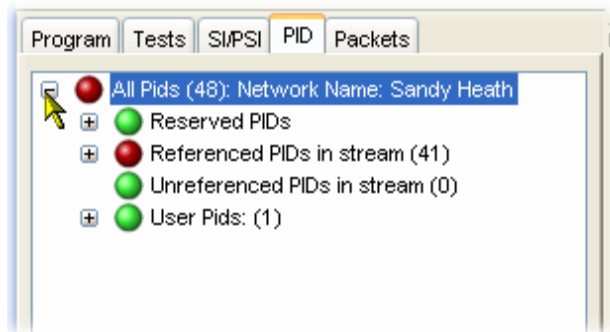 Program Tests SI/PSI PID Packets
All Pids (48): Network Name: Sandy Heath
Reserved PIDs
Referenced PIDs in stream (41)
Unreferenced PIDs in stream (0)
User Pids: (1)